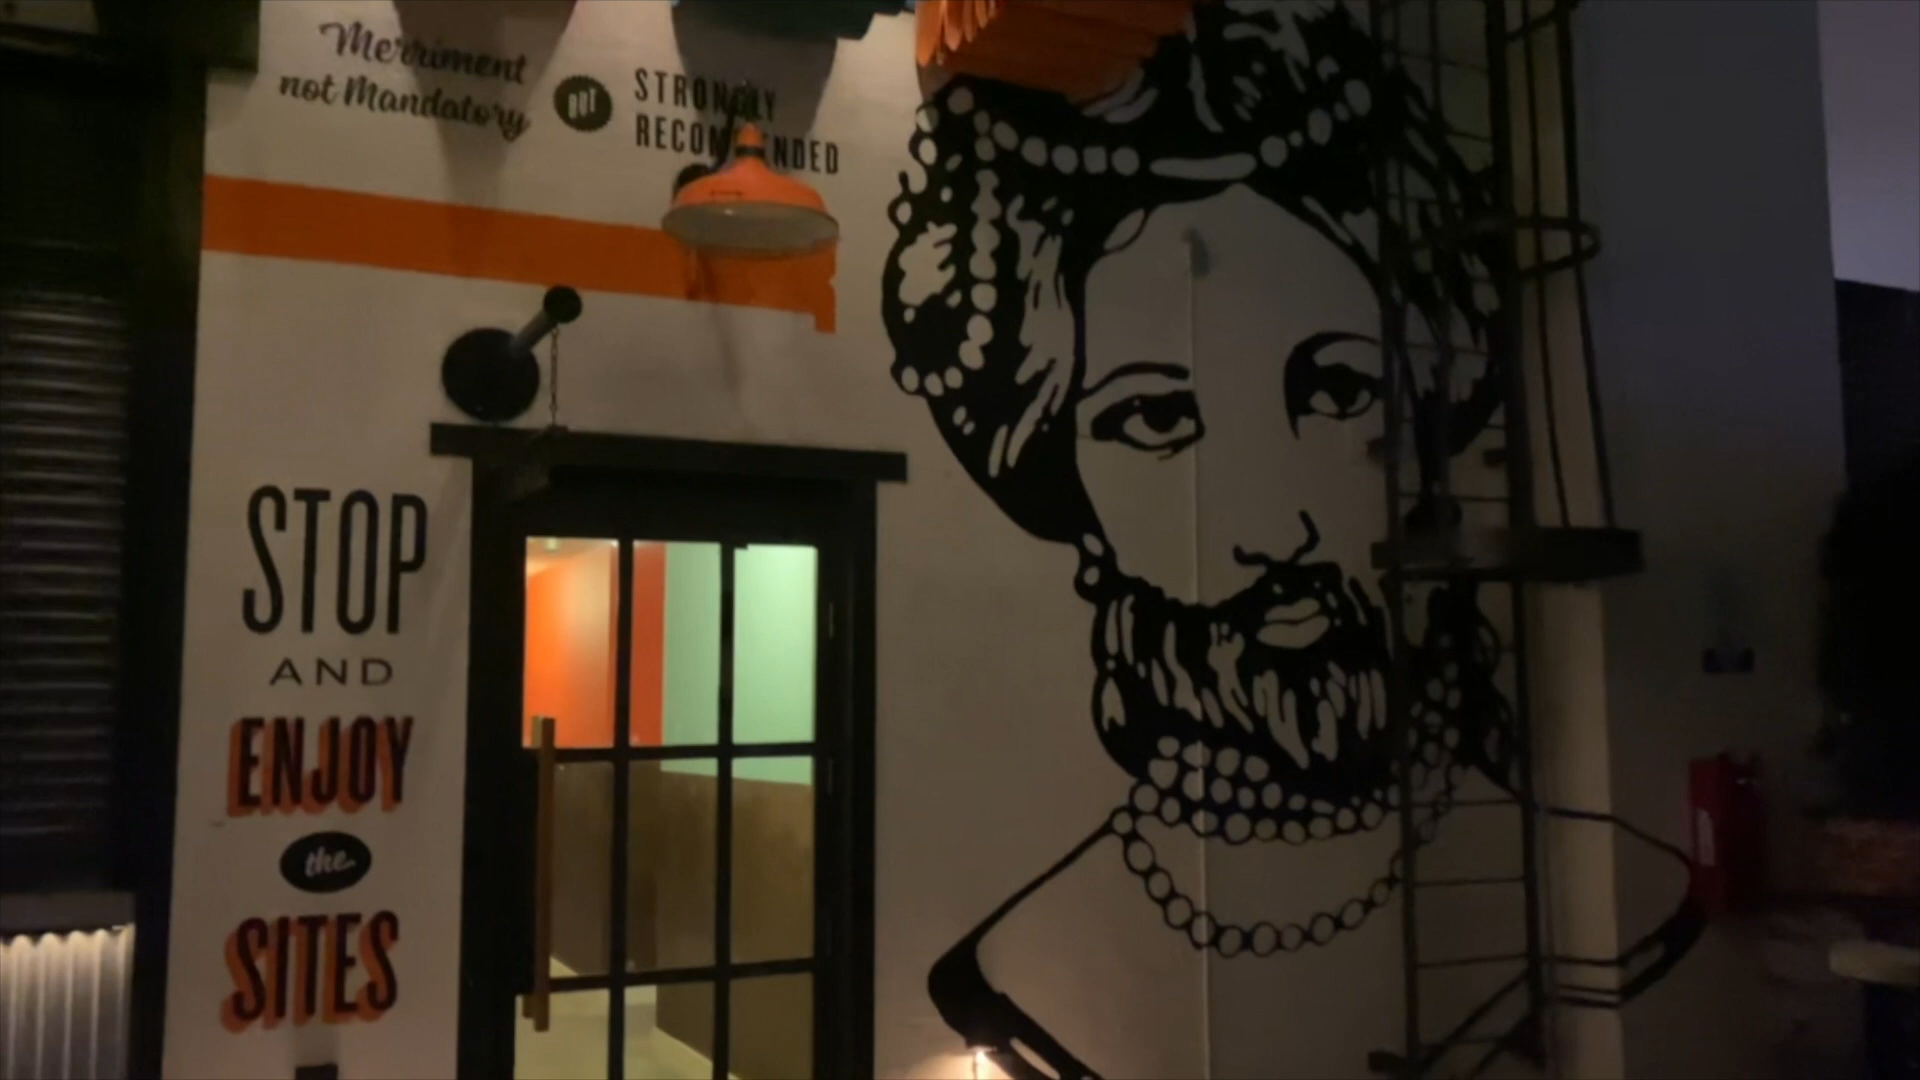 Merriment
not Mandatory
BUT
STRONGLY
RECOMMENDED
STOP
AND
ENJOY
the
SITES